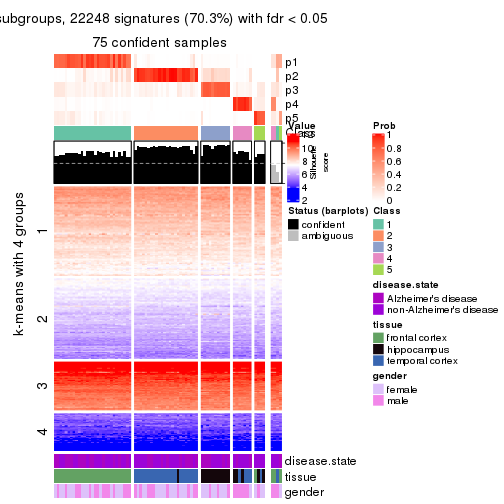 subgroups, 22248 signatures (70.3%) with fdr < 0.05
75 confident samples
p1
p2
p3
p4
p5
Class
Silhouette
score
k-means with 4 groups
1
2
3
4
disease.state
tissue
gender
Value
10
8
6
4
2
Prob
1
0.8
0.6
0.4
0.2
0
Status (barplots)
confident
ambiguous
Class
1
2
3
4
5
disease.state
Alzheimer's disease
non-Alzheimer's disease
tissue
frontal cortex
hippocampus
temporal cortex
gender
female
male